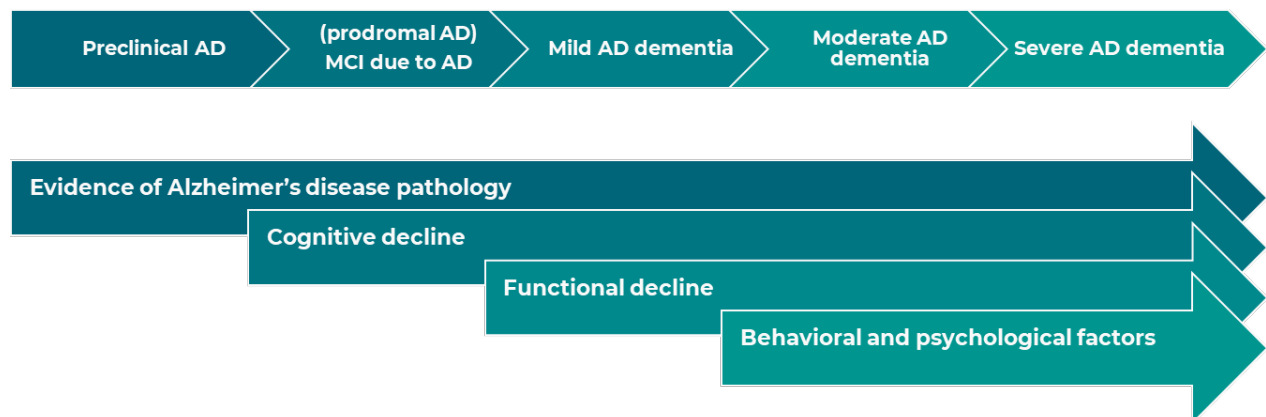 Preclinical AD
(prodromal AD)
MCI due to AD
Mild AD dementia
Moderate AD
dementia
Severe AD dementia
Evidence of Alzheimer’s disease pathology
Cognitive decline
Functional decline
Behavioral and psychological factors